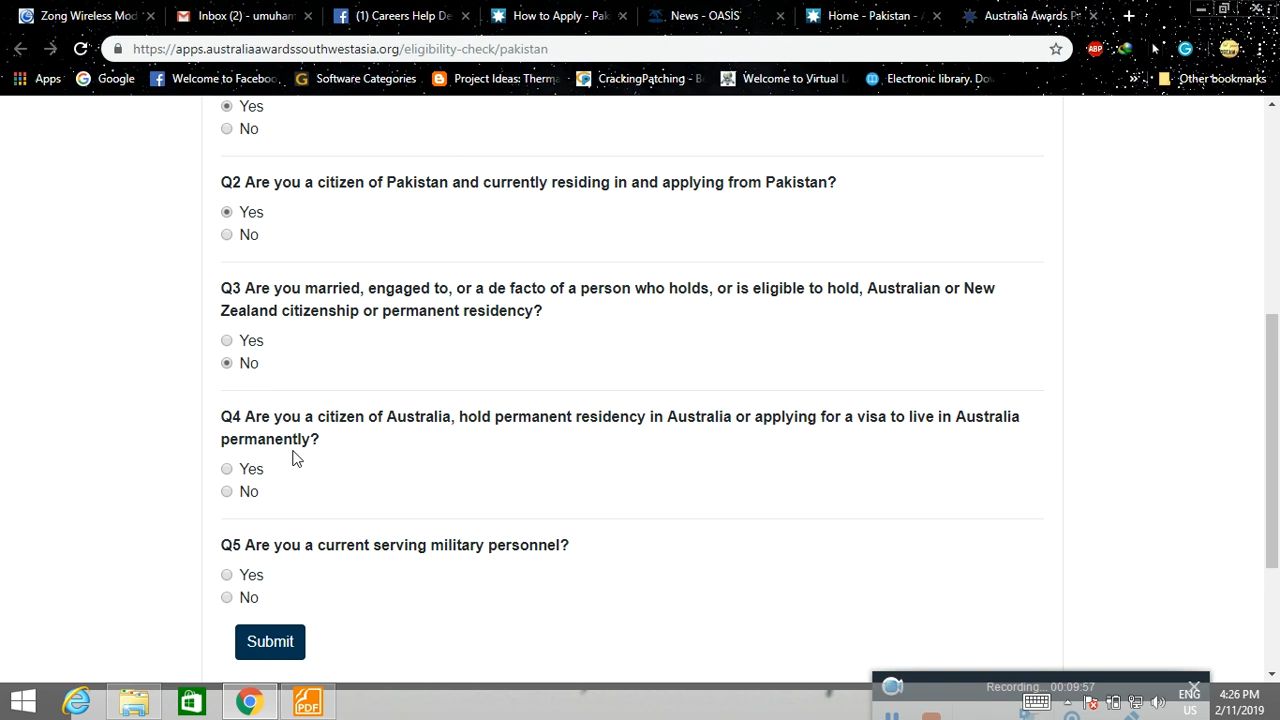 Zong Wireless Mod
Inbox (2) - umuham
(1) Careers Help De
How to Apply - Pak
News - OASIS
Home - Pakistan -
Australia Awards P
https://apps.australiaawardssouthwestasia.org/eligibility-check/pakistan
ABP
Apps
Google
Welcome to Faceboo
Software Categories
Project Ideas: Therma
CrackingPatching - B
Welcome to Virtual L
Electronic library. Do
Other bookmarks
Yes
No
Q2 Are you a citizen of Pakistan and currently residing in and applying from Pakistan?
Yes
No
Q3 Are you married, engaged to, or a de facto of a person who holds, or is eligible to hold, Australian or New
Zealand citizenship or permanent residency?
Yes
No
Q4 Are you a citizen of Australia, hold permanent residency in Australia or applying for a visa to live in Australia
permanently?
Yes
No
Q5 Are you a current serving military personnel?
Yes
No
Submit
Recording... 00:09:57
PDF
ENG
US
4:26 PM
2/11/2019